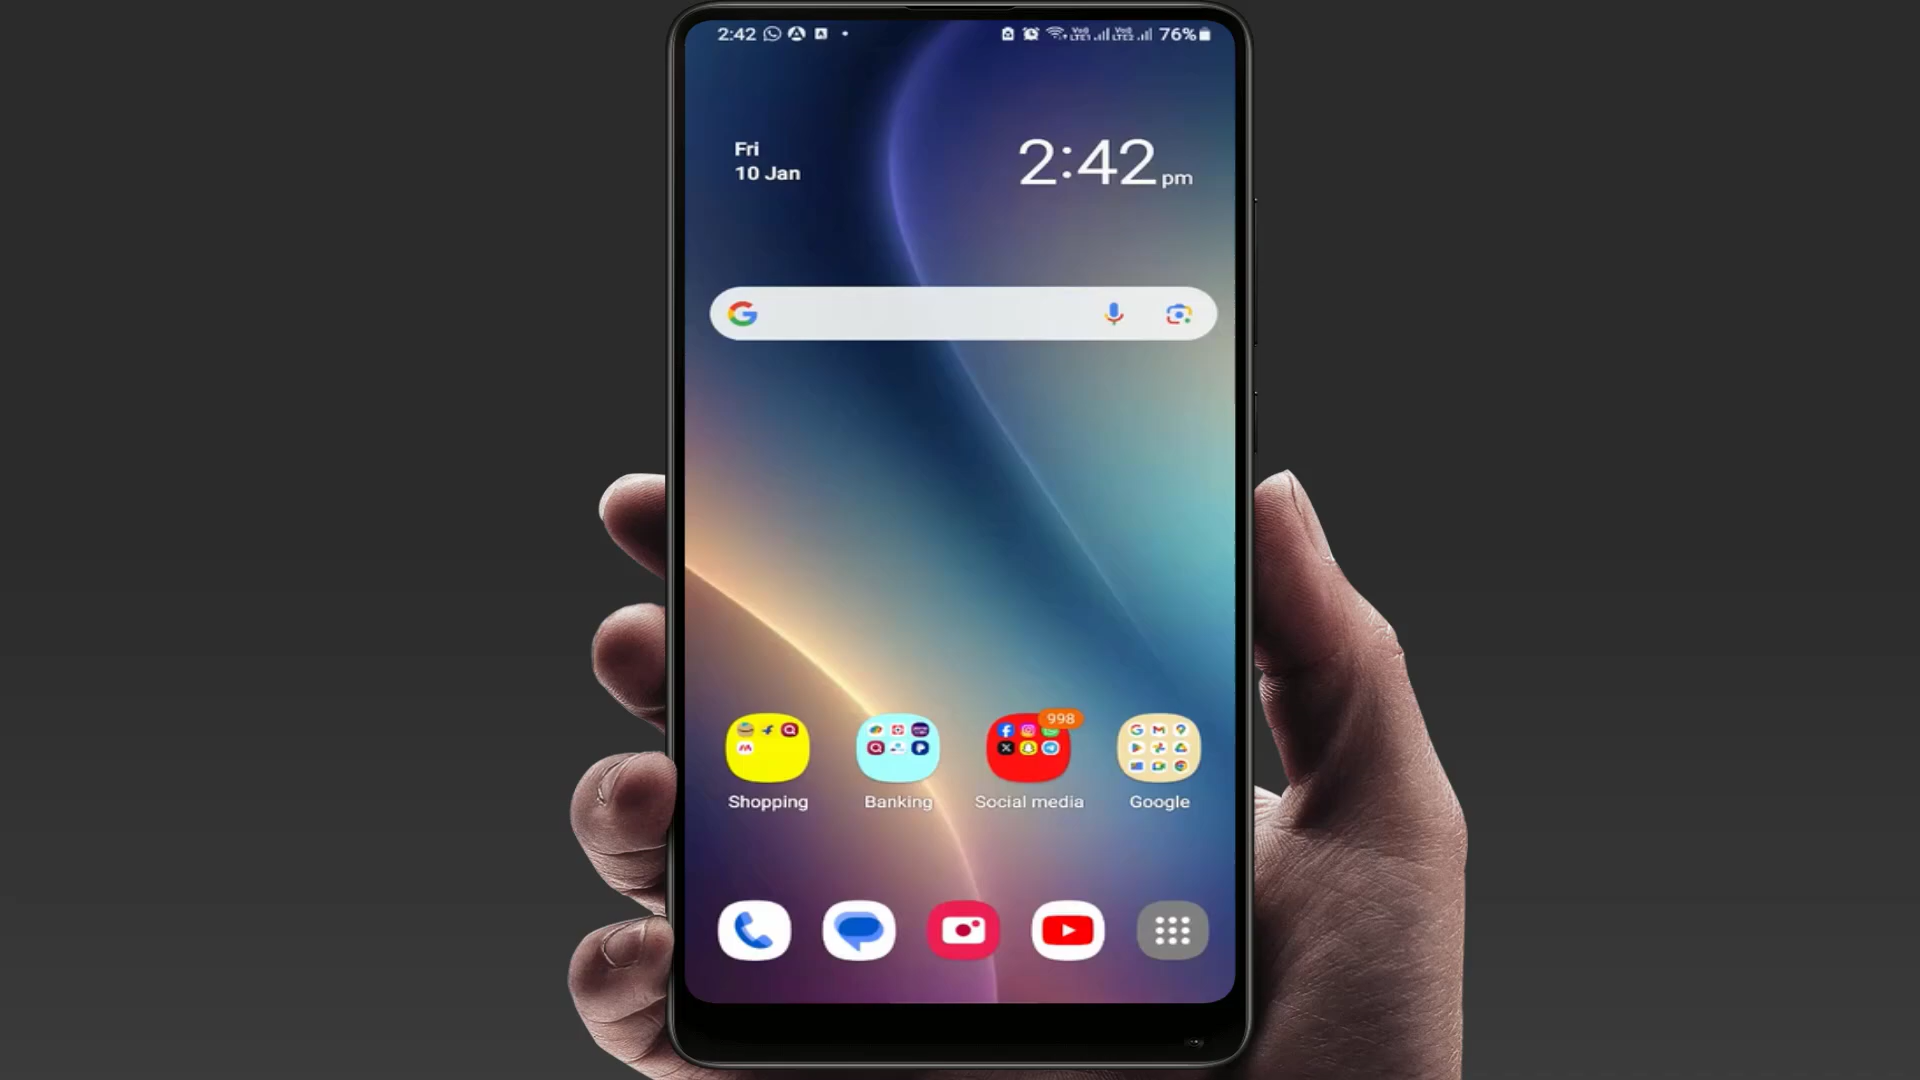 2:42
76%
Fri
10 Jan
2:42 pm
998
Shopping
Banking
Social media
Google